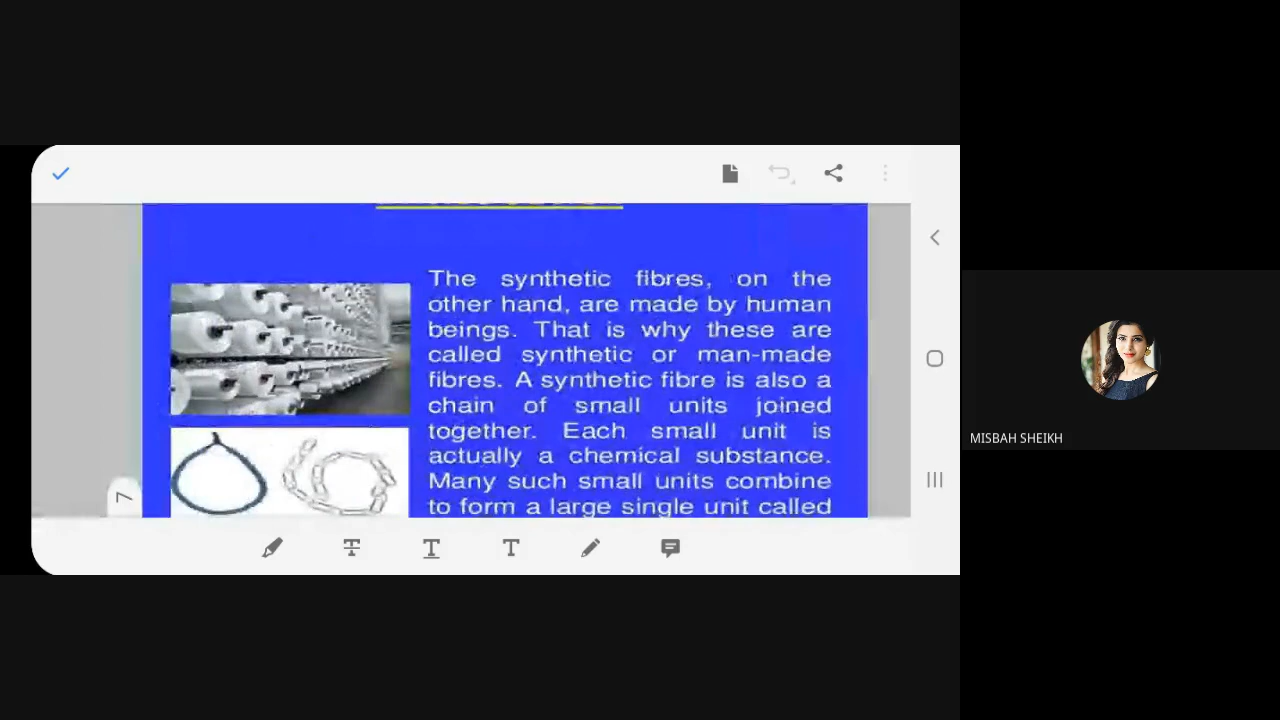 The synthetic fibres, on the
other hand, are made by human
beings. That is why these are
called synthetic or man-made
fibres. A synthetic fibre is also a
chain of small units joined
together. Each small unit is
actually a chemical substance.
Many such small units combine
to form a large single unit called
7
MISBAH SHEIKH